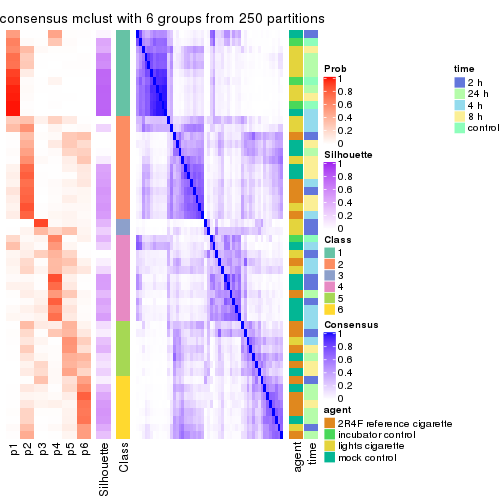 consensus mclust with 6 groups from 250 partitions
Prob
1
0.8
0.6
0.4
0.2
0
Silhouette
1
0.8
0.6
0.4
0.2
0
Class
1
2
3
4
5
6
Consensus
1
0.8
0.6
0.4
0.2
0
agent
2R4F reference cigarette
incubator control
lights cigarette
mock control
time
2 h
24 h
4 h
8 h
control
p1
p2
p3
p4
p5
p6
Silhouette
Class
agent
time